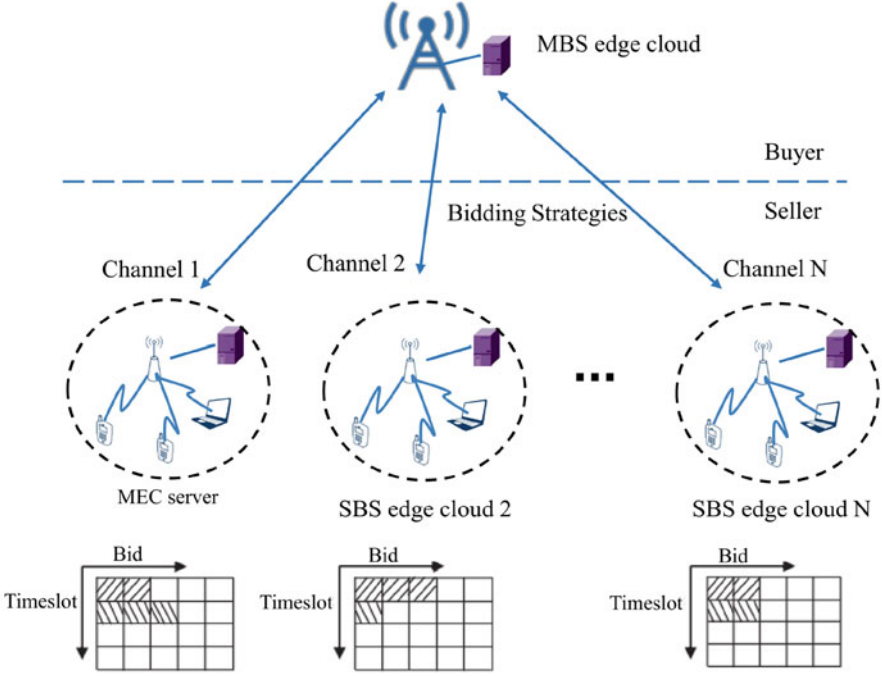 MBS edge cloud
Buyer
Bidding Strategies
Seller
Channel 1
Channel 2
Channel N
...
MEC server
SBS edge cloud 2
SBS edge cloud N
Bid
Timeslot
Bid
Timeslot
Bid
Timeslot